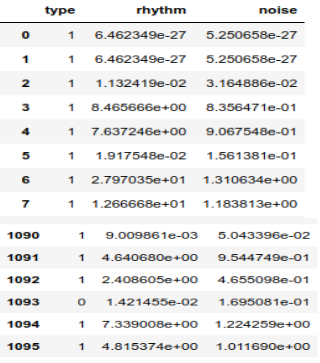 type rhythm noise
0 1 6.462349e-27 5.250658e-27
1 1 6.462349e-27 5.250658e-27
2 1 1.132419e-02 3.164886e-02
3 1 8.465666e+00 8.356471e-01
4 1 7.637246e+00 9.067548e-01
5 1 1.917548e-02 1.561381e-01
6 1 2.797035e+01 1.310634e+00
7 1 1.266668e+01 1.183813e+00
1090 1 9.009861e-03 5.043396e-02
1091 1 4.640680e+00 9.544749e-01
1092 1 2.408605e+00 4.655098e-01
1093 0 1.421455e-02 1.695081e-01
1094 1 7.339008e+00 1.224259e+00
1095 1 4.815374e+00 1.011690e+00